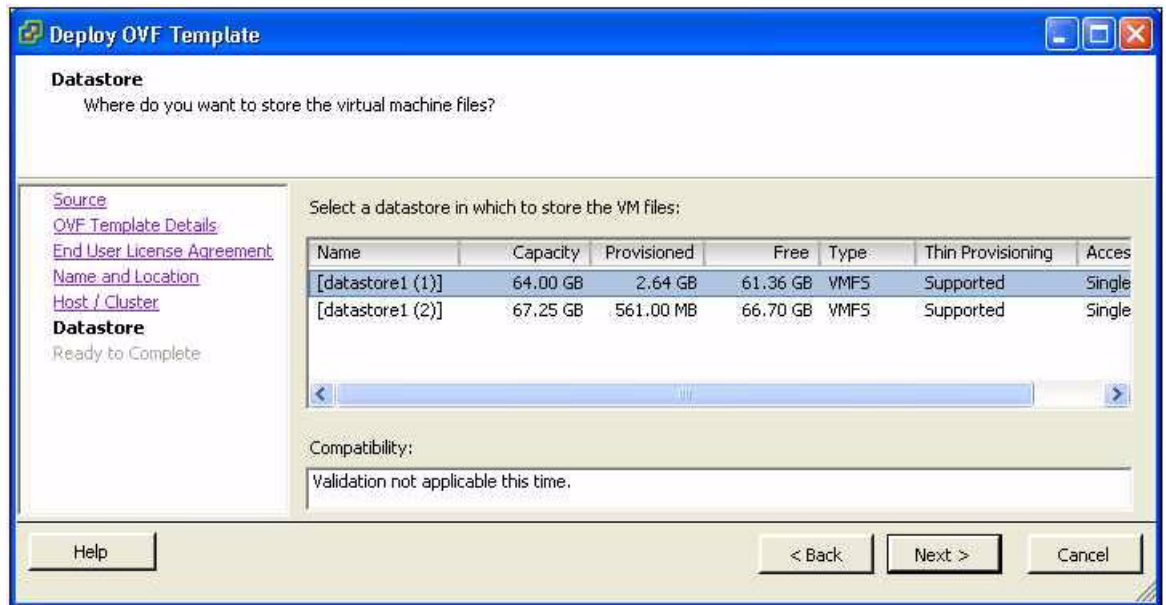 Deploy OVF Template
Datastore
Where do you want to store the virtual machine files?
Source
OVF Template Details
End User License Agreement
Name and Location
Host / Cluster
Datastore
Ready to Complete
Select a datastore in which to store the VM files:
Name Capacity Provisioned Free Type Thin Provisioning Acces
[datastore1 (1)] 64.00 GB 2.64 GB 61.36 GB VMFS Supported Single
[datastore1 (2)] 67.25 GB 561.00 MB 66.70 GB VMFS Supported Single
Compatibility:
Validation not applicable this time.
Help < Back Next > Cancel